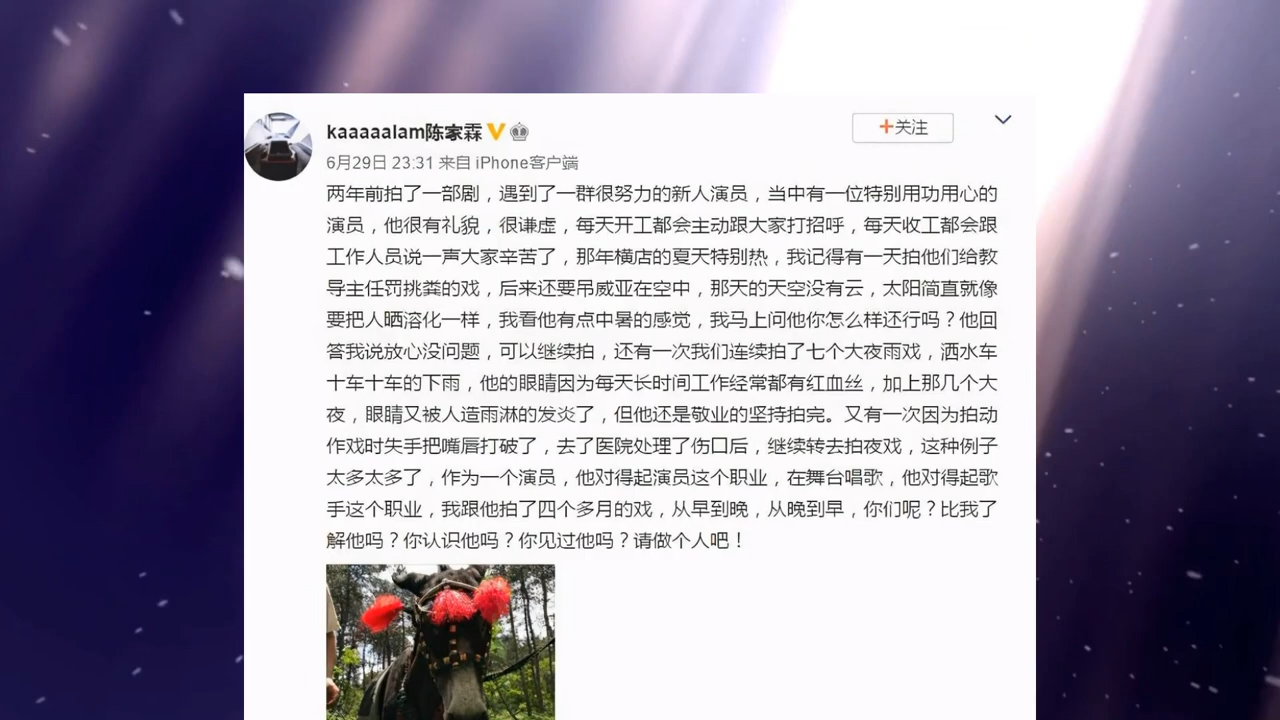 kaaaaalam陈家霖
+关注
6月29日 23:31 来自 iPhone客户端
两年前拍了一部剧，遇到了一群很努力的新人演员，当中有一位特别用功用心的
演员，他很有礼貌，很谦虚，每天开工都会主动跟大家打招呼，每天收工都会跟
工作人员说一声大家辛苦了，那年横店的夏天特别热，我记得有一天拍他们给教
导主任罚挑粪的戏，后来还要吊威亚在空中，那天的天空没有云，太阳简直就像
要把人晒溶化一样，我看他有点中暑的感觉，我马上问他你怎么样还行吗？他回
答我说放心没问题，可以继续拍，还有一次我们连续拍了七个大夜雨戏，洒水车
十车十车的下雨，他的眼睛因为每天长时间工作经常都有红血丝，加上那几个大
夜，眼睛又被人造雨淋的发炎了，但他还是敬业的坚持拍完。又有一次因为拍动
作戏时失手把嘴唇打破了，去了医院处理了伤口后，继续转去拍夜戏，这种例子
太多太多了，作为一个演员，他对得起演员这个职业，在舞台唱歌，他对得起歌
手这个职业，我跟他拍了四个多月的戏，从早到晚，从晚到早，你们呢？比我了
解他吗？你认识他吗？你见过他吗？请做个人吧！